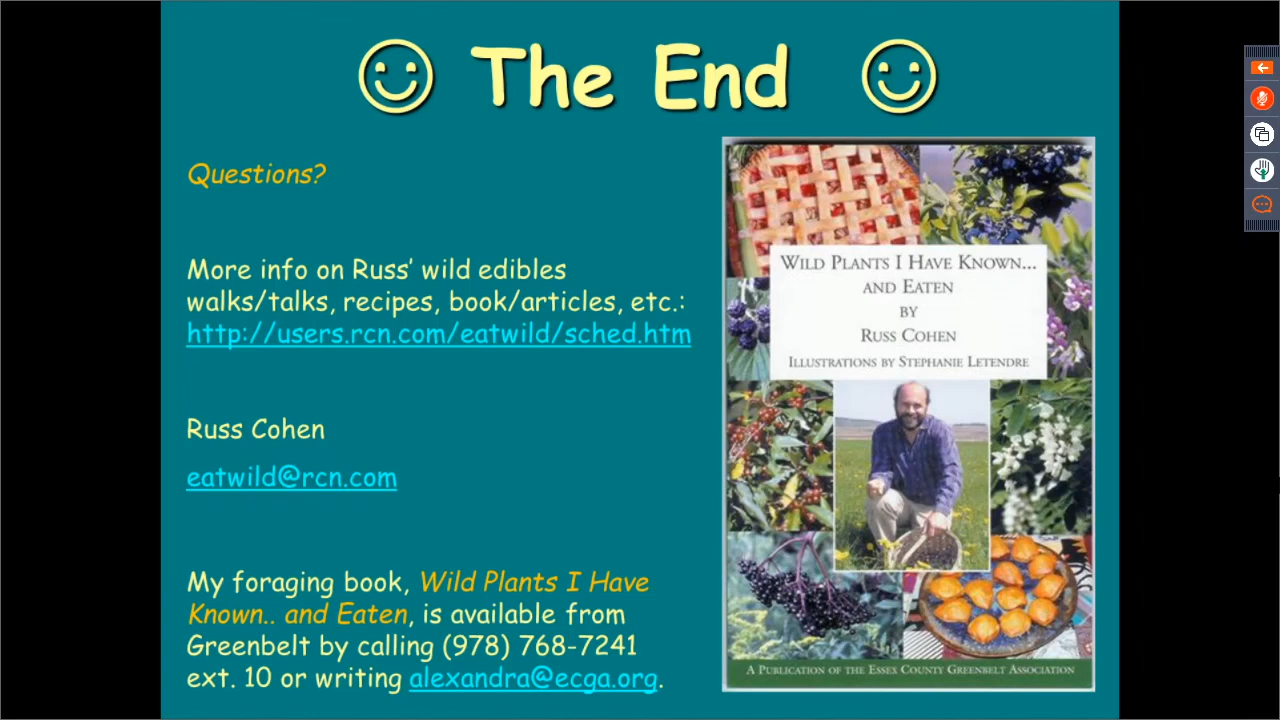 ☺ The End ☺
Questions?
More info on Russ’ wild edibles
walks/talks, recipes, book/articles, etc.:
http://users.rcn.com/eatwild/sched.htm
Russ Cohen
eatwild@rcn.com
My foraging book, Wild Plants I Have
Known.. and Eaten, is available from
Greenbelt by calling (978) 768-7241
ext. 10 or writing alexandra@ecga.org.
WILD PLANTS I HAVE KNOWN...
AND EATEN
BY
RUSS COHEN
ILLUSTRATIONS BY STEPHANIE LETENDRE
A PUBLICATION OF THE ESSEX COUNTY GREENBELT ASSOCIATION